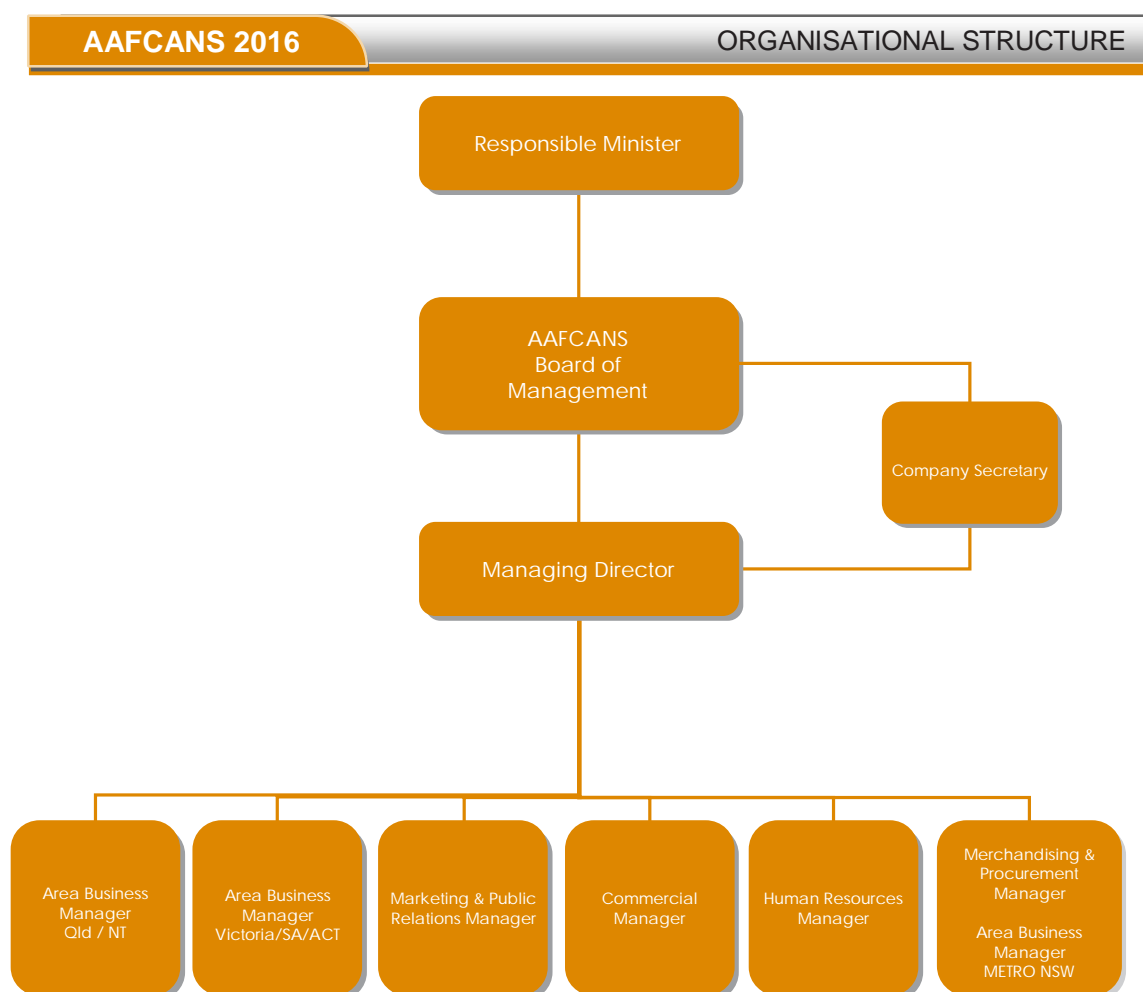 AAFCANS 2016
ORGANISATIONAL STRUCTURE
Responsible Minister
AAFCANS
Board of
Management
Company Secretary
Managing Director
Area Business
Manager
Qld / NT
Area Business
Manager
Victoria/SA/ACT
Marketing & Public
Relations Manager
Commercial
Manager
Human Resources
Manager
Merchandising &
Procurement
Manager
Area Business
Manager
METRO NSW